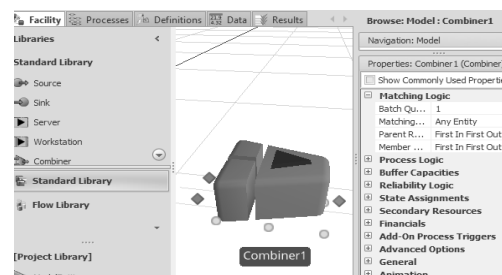 Facility Processes Definitions Data Results
Libraries
Standard Library
Source
Sink
Server
Workstation
Combiner
Standard Library
Flow Library
[Project Library]
Combiner1
Browse: Model : Combiner1
Navigation: Model
Properties: Combiner1 (Combiner)
Show Commonly Used Properti
Matching Logic
Batch Qu... 1
Matching... Any Entity
Parent R... First In First Out
Member ... First In First Out
Process Logic
Buffer Capacities
Reliability Logic
State Assignments
Secondary Resources
Financials
Add-On Process Triggers
Advanced Options
General
Animation